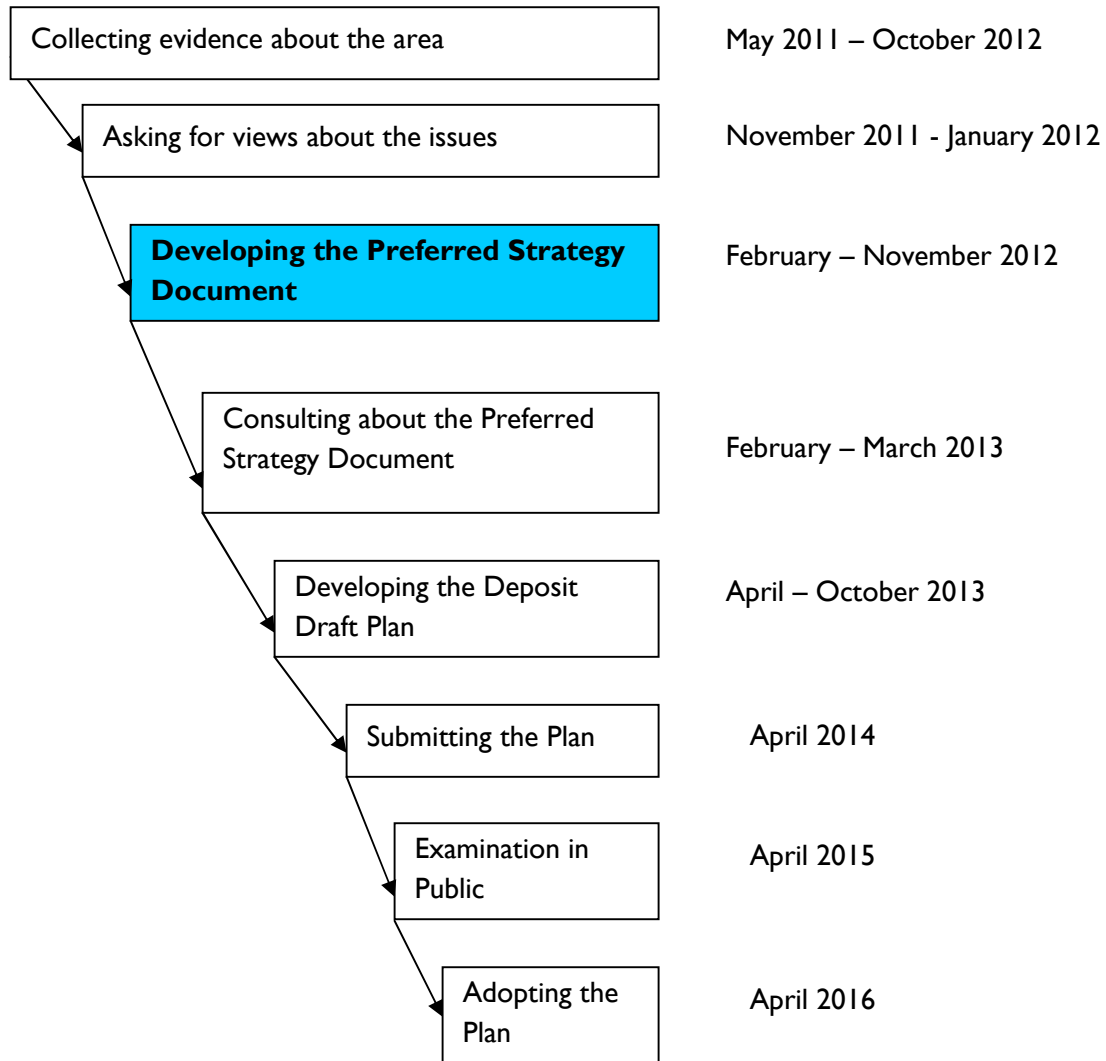 Collecting evidence about the area
May 2011 – October 2012
Asking for views about the issues
November 2011 - January 2012
Developing the Preferred Strategy
Document
February – November 2012
Consulting about the Preferred
Strategy Document
February – March 2013
Developing the Deposit
Draft Plan
April – October 2013
Submitting the Plan
April 2014
Examination in
Public
April 2015
Adopting the
Plan
April 2016